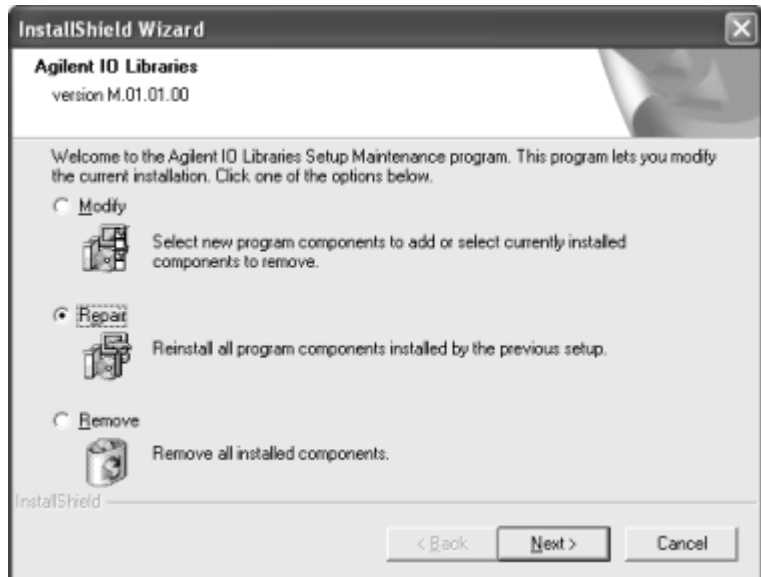 InstallShield Wizard
Agilent IO Libraries
version M.01.01.00
Welcome to the Agilent IO Libraries Setup Maintenance program. This program lets you modify
the current installation. Click one of the options below.
Modify
Select new program components to add or select currently installed
components to remove.
Repair
Reinstall all program components installed by the previous setup.
Remove
Remove all installed components.
InstallShield
< Back
Next >
Cancel